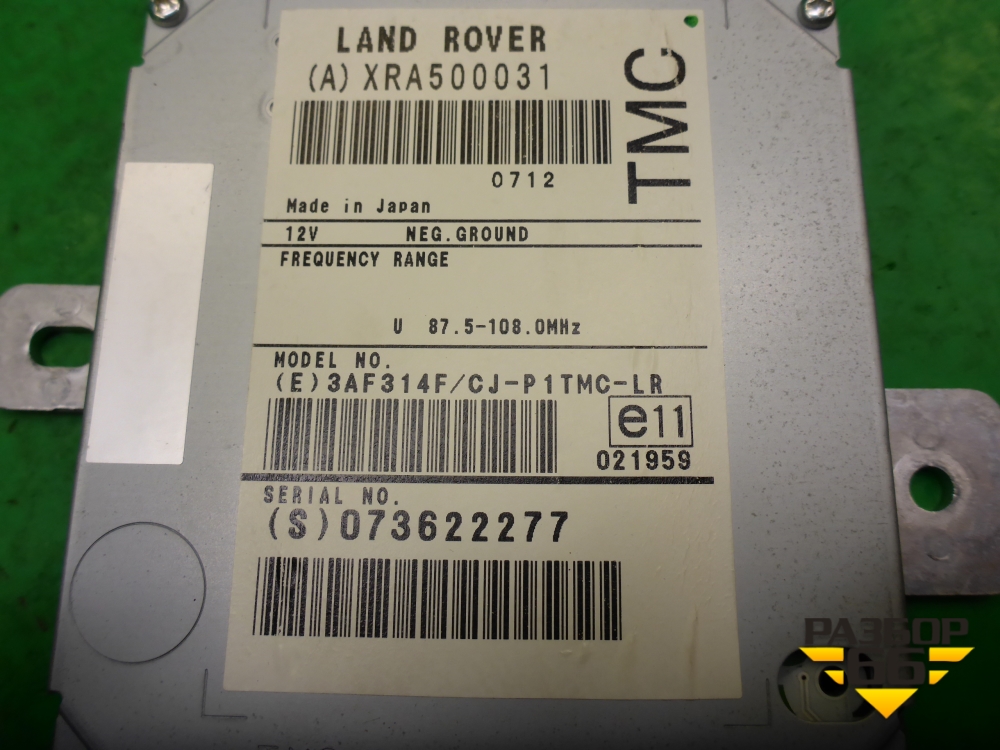 LAND ROVER
(A)XRA500031
TMC
0712
Made in Japan
12V NEG.GROUND
FREQUENCY RANGE
U 87.5-108.0MHz
MODEL NO.
(E)3AF314F/CJ-P1TMC-LR
e11
021959
SERIAL NO.
(S)073622277
РАЗБОР
66